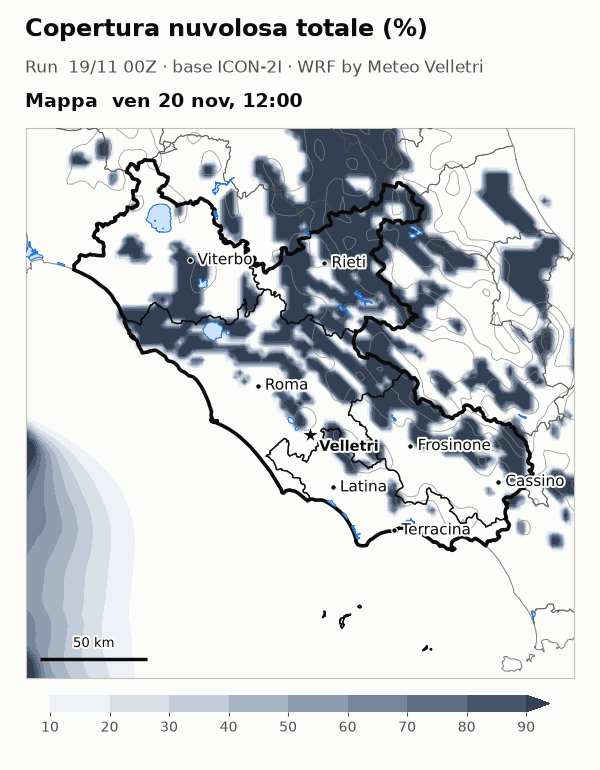 Copertura nuvolosa totale (%)
Run  19/11 00Z · base ICON-2I · WRF by Meteo Velletri
Mappa  ven 20 nov, 12:00
Viterbo
Rieti
Roma
Velletri
Frosinone
Latina
Cassino
Terracina
50 km
10 20 30 40 50 60 70 80 90